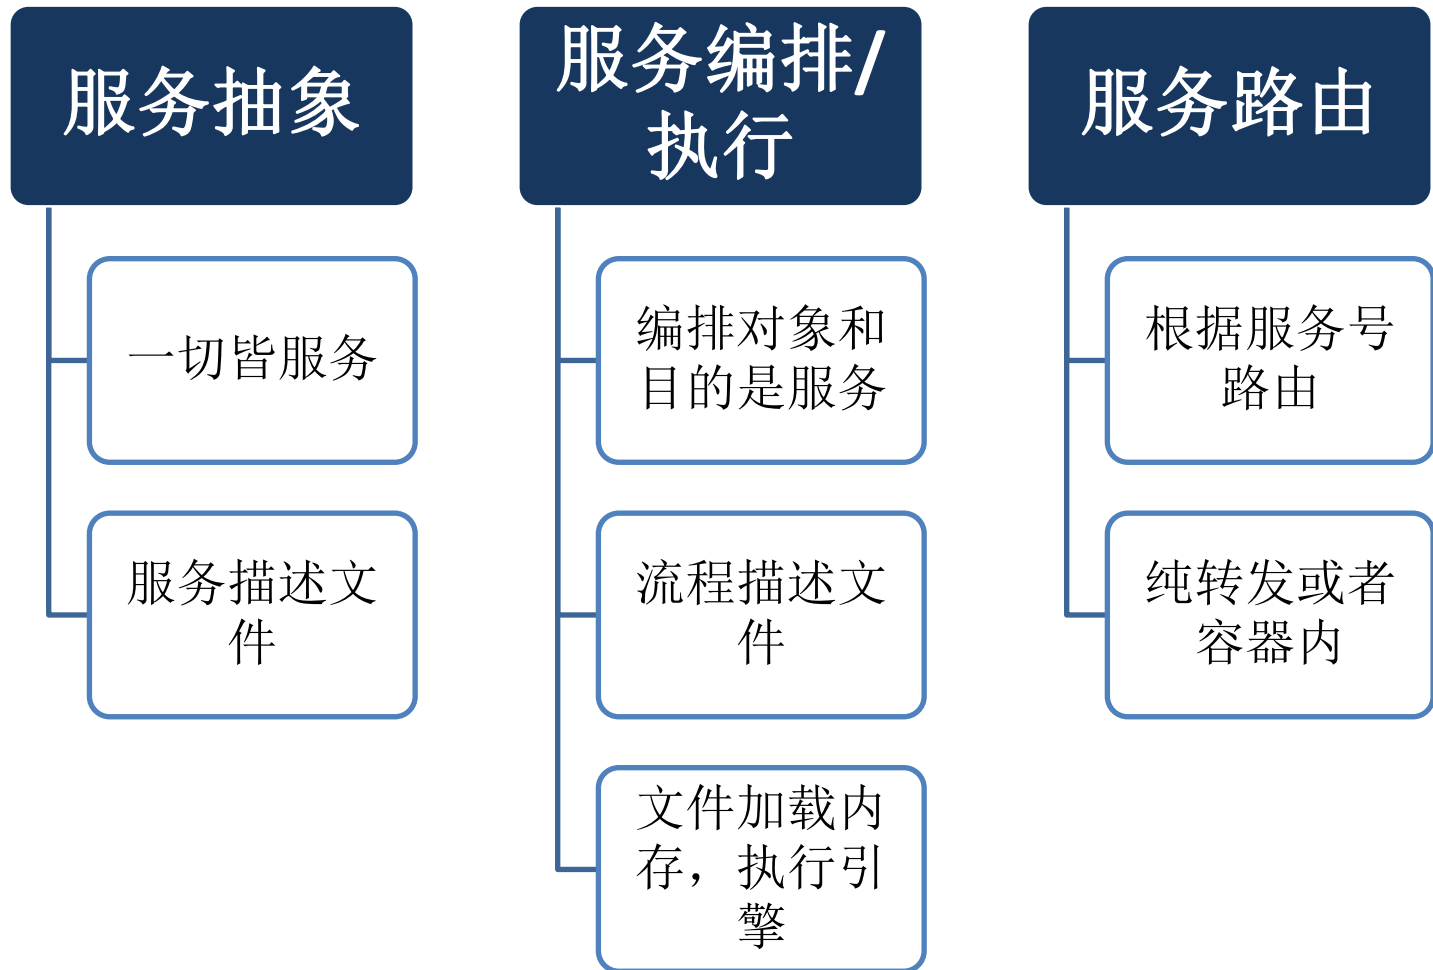 服务抽象
一切皆服务
服务描述文
件
服务编排/
执行
编排对象和
目的是服务
流程描述文
件
文件加载内
存，执行引
擎
服务路由
根据服务号
路由
纯转发或者
容器内